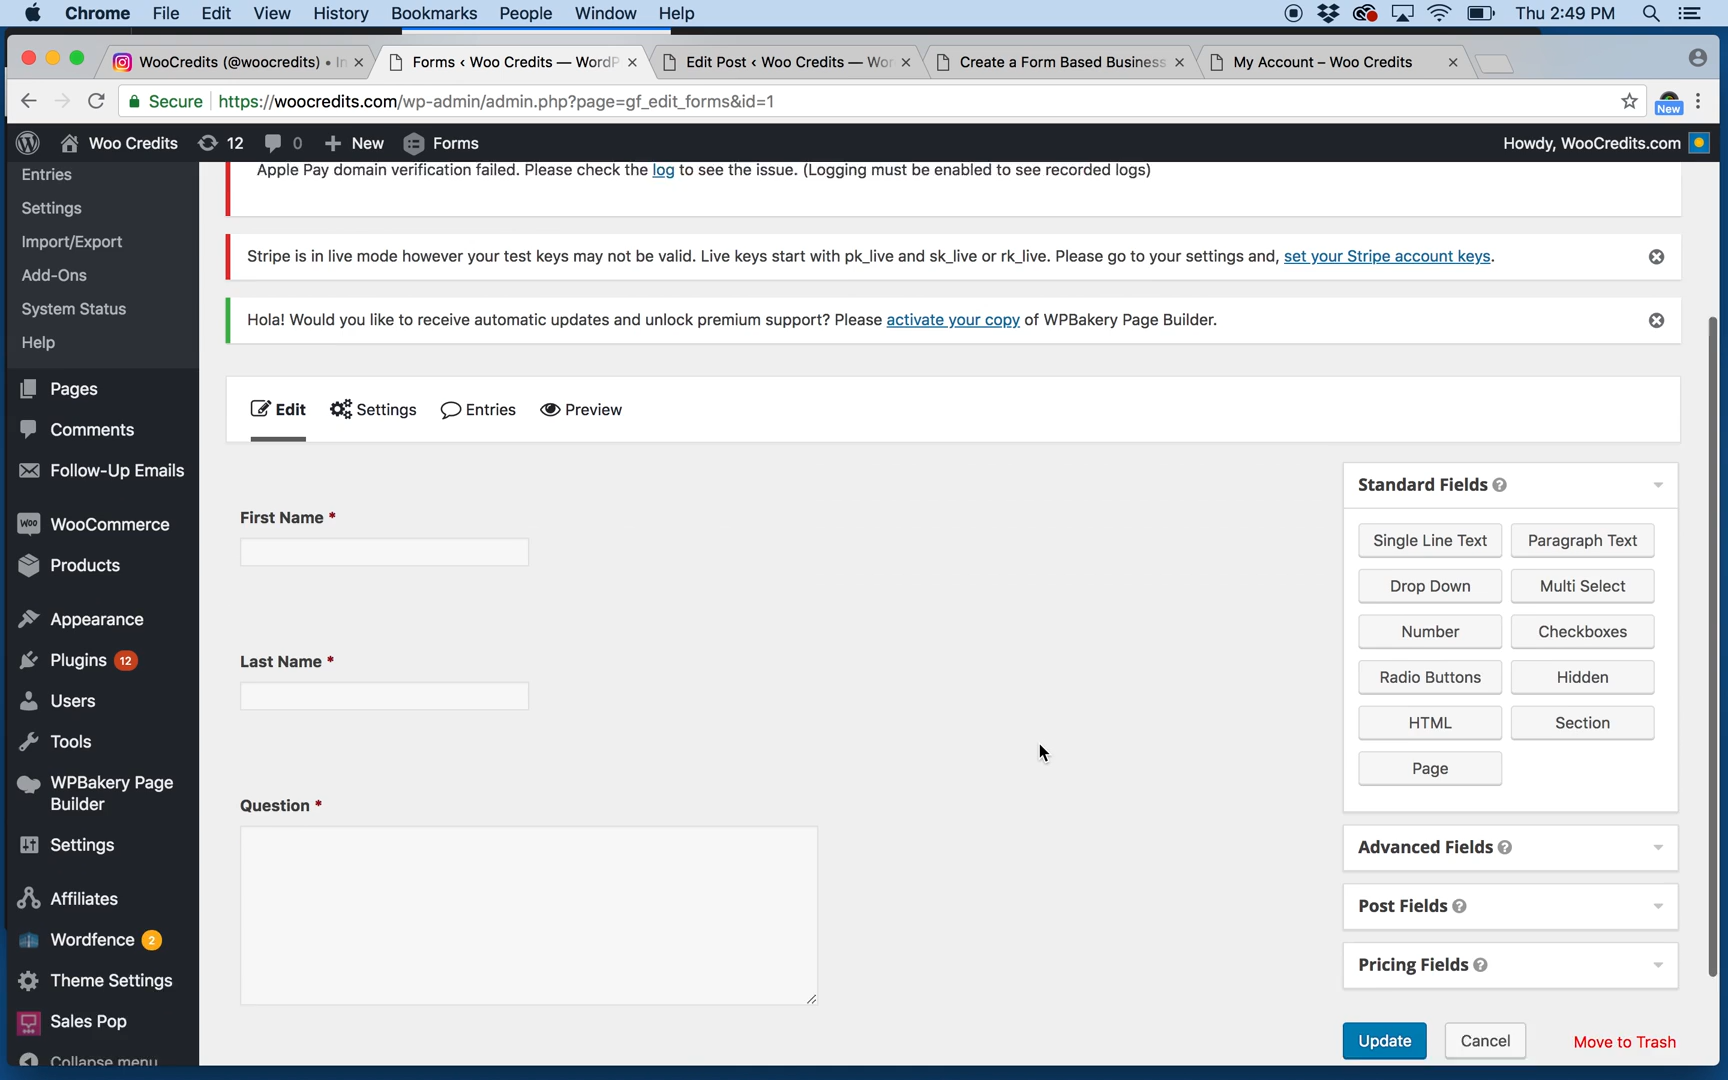 Chrome File Edit View History Bookmarks People Window Help Thu 2:49 PM
WooCredits (@woocredits) • In
Forms ‹ Woo Credits — WordP
Edit Post ‹ Woo Credits — Wor
Create a Form Based Business
My Account – Woo Credits
Secure https://woocredits.com/wp-admin/admin.php?page=gf_edit_forms&id=1
New
Woo Credits 12 0 New Forms Howdy, WooCredits.com
Entries
Settings
Import/Export
Add-Ons
System Status
Help
Pages
Comments
Follow-Up Emails
WOO WooCommerce
Products
Appearance
Plugins 12
Users
Tools
WPBakery Page
Builder
Settings
Affiliates
Wordfence 2
Theme Settings
Sales Pop
Collapse menu
Apple Pay domain verification failed. Please check the log to see the issue. (Logging must be enabled to see recorded logs)
Stripe is in live mode however your test keys may not be valid. Live keys start with pk_live and sk_live or rk_live. Please go to your settings and, set your Stripe account keys.
Hola! Would you like to receive automatic updates and unlock premium support? Please activate your copy of WPBakery Page Builder.
Edit Settings Entries Preview
First Name *
Last Name *
Question *
Standard Fields ?
Single Line Text Paragraph Text
Drop Down Multi Select
Number Checkboxes
Radio Buttons Hidden
HTML Section
Page
Advanced Fields ?
Post Fields ?
Pricing Fields ?
Update Cancel Move to Trash